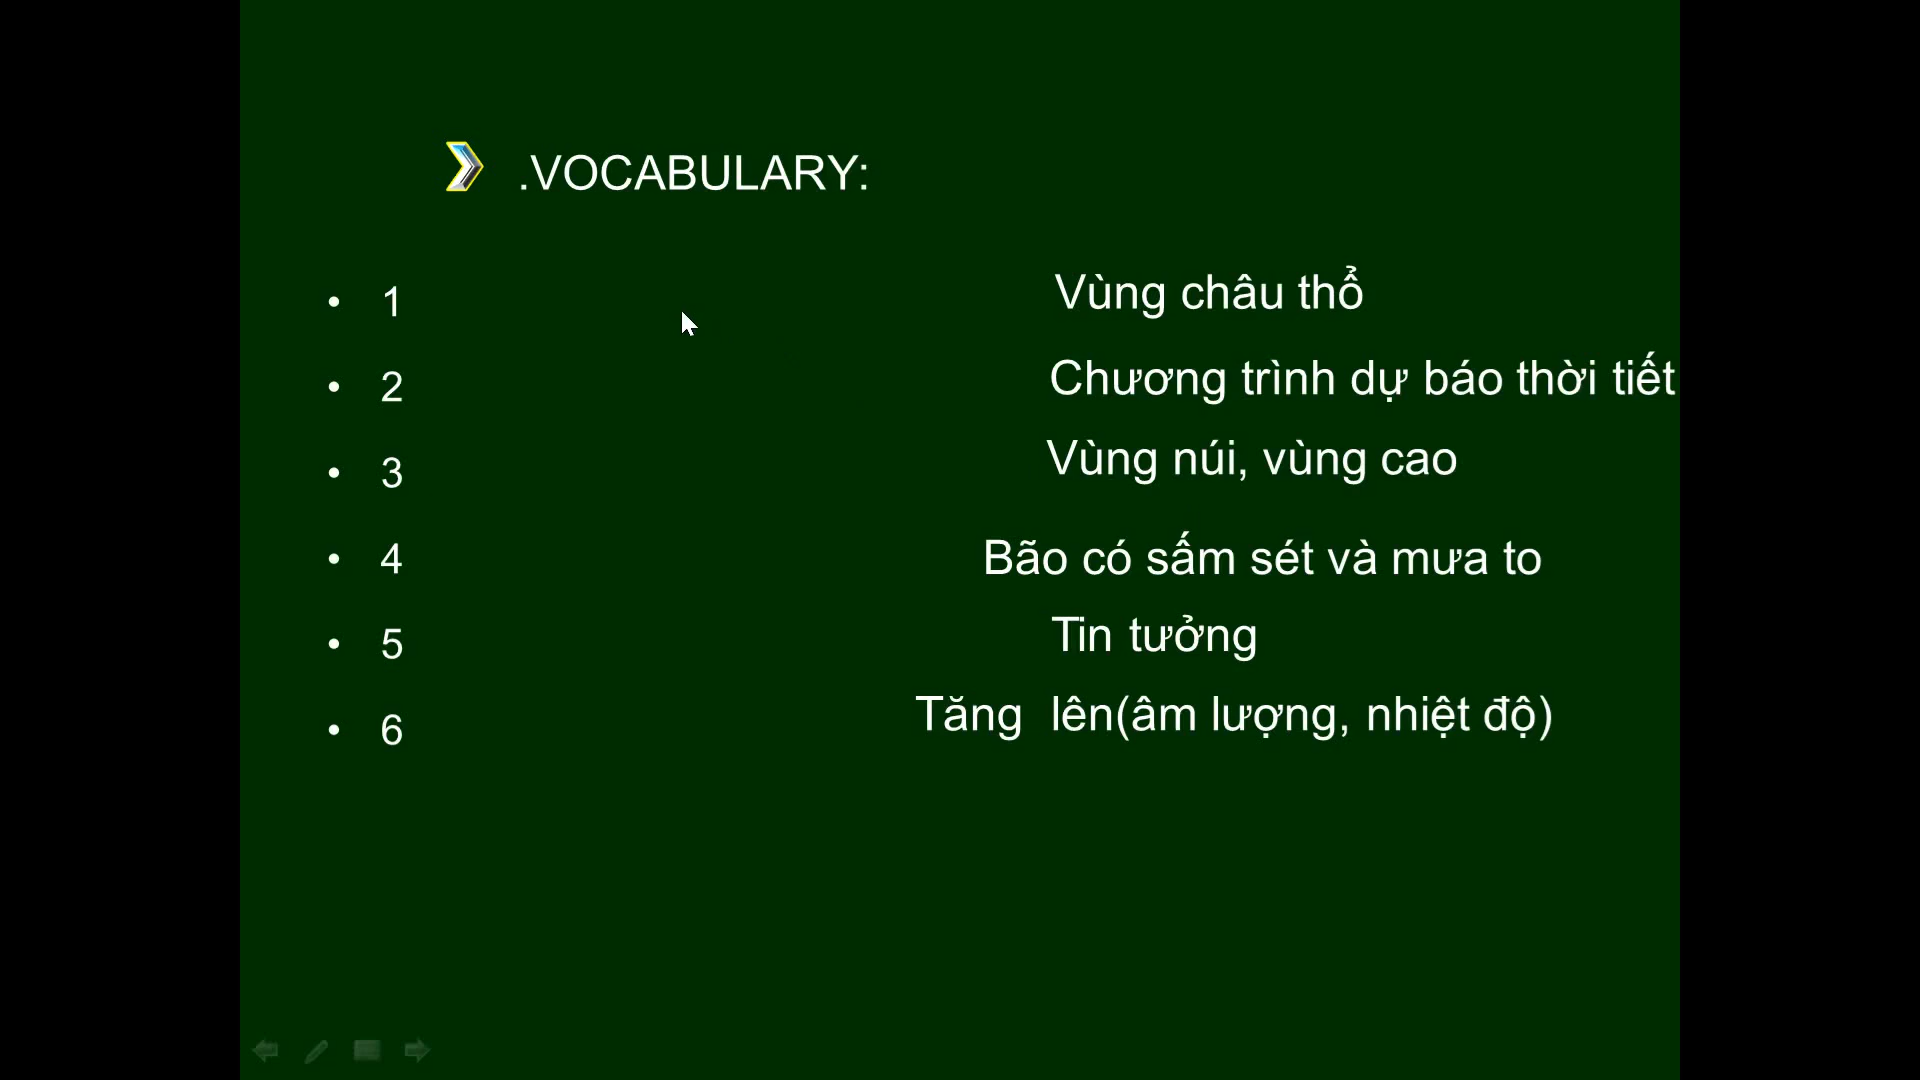 .VOCABULARY:
• 1 Vùng châu thổ
• 2 Chương trình dự báo thời tiết
• 3 Vùng núi, vùng cao
• 4 Bão có sấm sét và mưa to
• 5 Tin tưởng
• 6 Tăng lên(âm lượng, nhiệt độ)